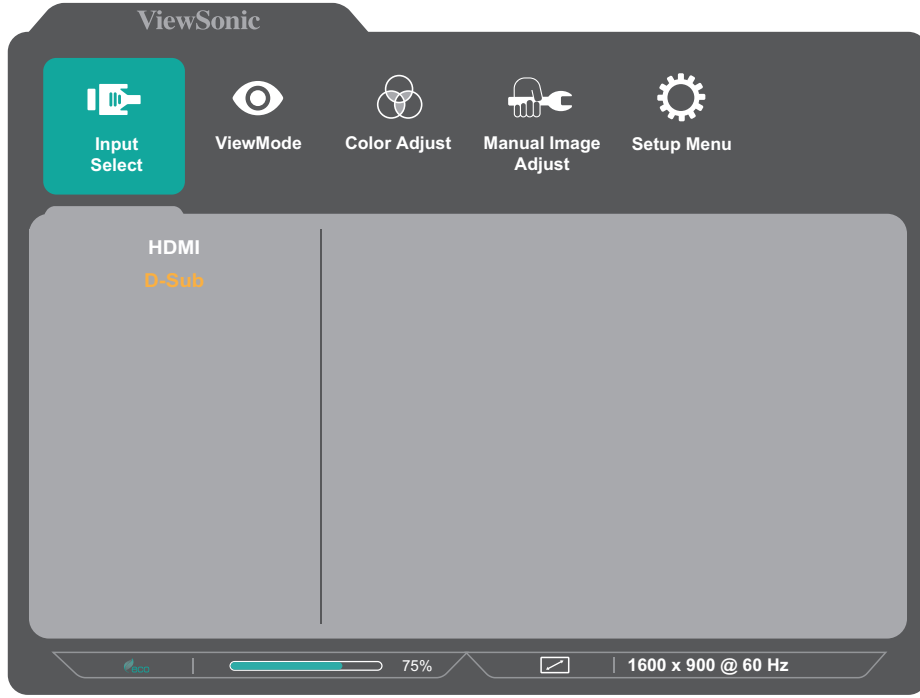 ViewSonic
Input
Select
ViewMode
Color Adjust
Manual Image
Adjust
Setup Menu
HDMI
D-Sub
eco
75%
1600 x 900 @ 60 Hz